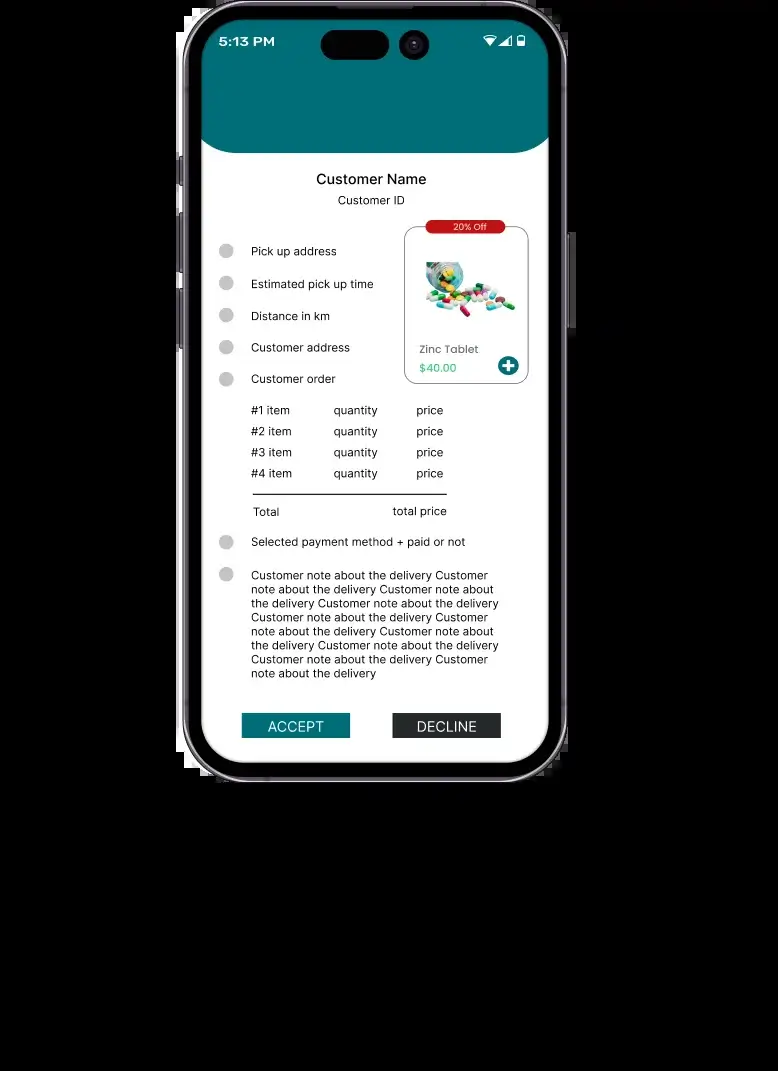 5:13 PM
Customer Name
Customer ID
20% Off
Pick up address
Estimated pick up time
Distance in km
Customer address
Zinc Tablet
$40.00
Customer order
#1 item quantity price
#2 item quantity price
#3 item quantity price
#4 item quantity price
Total total price
Selected payment method + paid or not
Customer note about the delivery Customer
note about the delivery Customer note about
the delivery Customer note about the delivery
Customer note about the delivery Customer
note about the delivery Customer note about
the delivery Customer note about the delivery
Customer note about the delivery Customer
note about the delivery
ACCEPT DECLINE